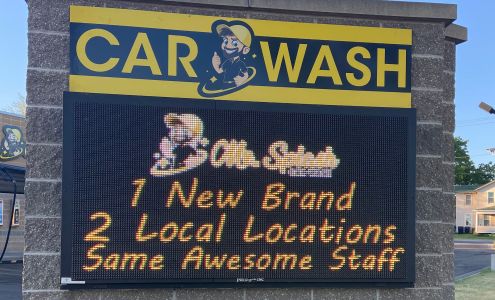 CAR WASH
Mr. Splash
1 New Brand
2 Local Locations
Same Awesome Staff